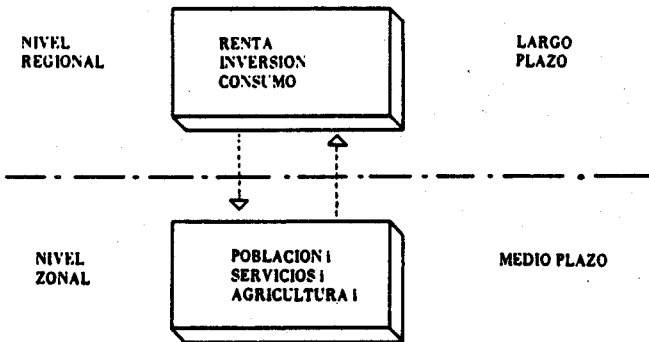 NIVEL
REGIONAL
RENTA
INVERSION
CONSUMO
LARGO
PLAZO
NIVEL
ZONAL
POBLACION i
SERVICIOS i
AGRICULTURA i
MEDIO PLAZO